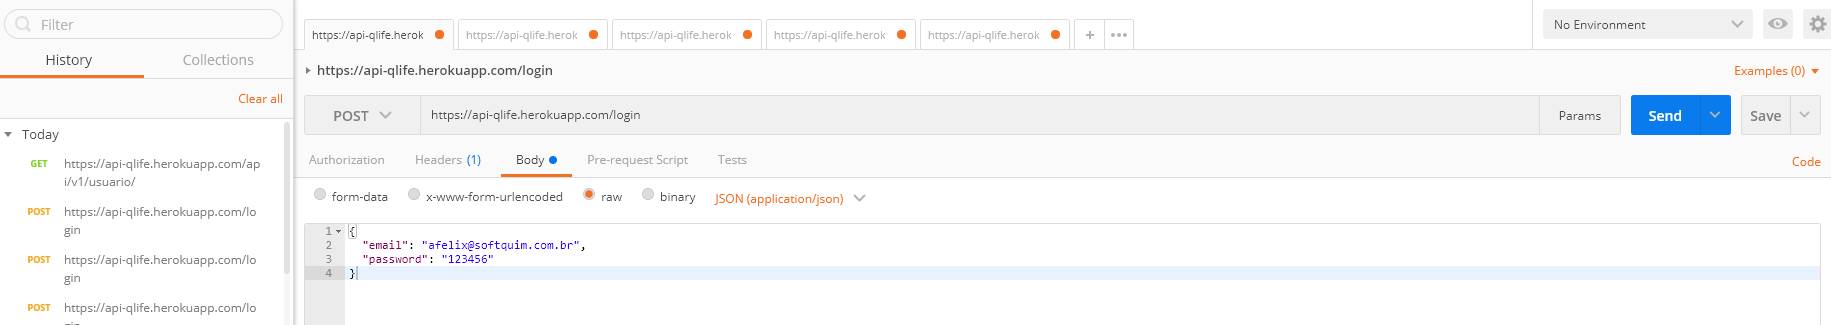 Filter
History
Collections
Clear all
Today
GET
https://api-qlife.herokuapp.com/ap
i/v1/usuario/
POST
https://api-qlife.herokuapp.com/lo
gin
POST
https://api-qlife.herokuapp.com/lo
gin
POST
https://api-qlife.herokuapp.com/lo
https://api-qlife.herok
https://api-qlife.herok
https://api-qlife.herok
https://api-qlife.herok
https://api-qlife.herok
+
•••
No Environment
https://api-qlife.herokuapp.com/login
Examples (0)
POST
https://api-qlife.herokuapp.com/login
Params
Send
Save
Authorization
Headers (1)
Body
Pre-request Script
Tests
Code
form-data
x-www-form-urlencoded
raw
binary
JSON (application/json)
1 {
2 "email": "afelix@softquim.com.br",
3 "password": "123456"
4 }